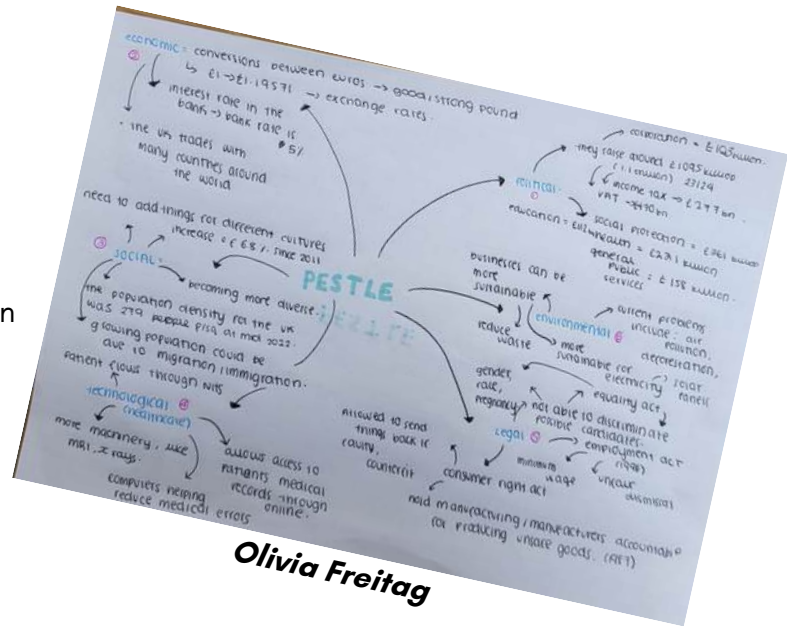 economic = conversions between euros → good / strong pound
②
↳ £1 → £1.19571 → exchange rates.
interest rate in the
bank → bank rate is
5%
• the UK trades with
many countries around
the world
need to add things for different cultures
increase of 6.8% since 2011
③ social
becoming more diverse.
the population density for the UK
was 279 people p/sq at mid 2022.
growing population could be
due to migration / immigration.
patient flows through NHS
technological ④
(healthcare)
more machinery, like
MRI, x rays.
computers helping
reduce medical errors
allows access to
patients medical
records through
online.
PESTLE
political
①
they raise around £1095 billion
(1.1 trillion) 23/24
corporation =
income tax → £277bn.
VAT
social protection =
education =
general
public = £158 billion.
services
businesses can be
more
sustainable
environmental ⑥
reduce
waste
more
sustainable for
electricity → solar
panels
current problems
include: air
pollution,
deforestation,
gender,
race,
pregnancy
equality act
not able to discriminate
possible candidates.
legal ⑤
employment act
minimum
wage
unfair
dismissal
allowed to send
things back if
faulty,
counterfeit
consumer right act
hold manufacturing / manufacturers accountable
for producing unsafe goods.
n
Olivia Freitag